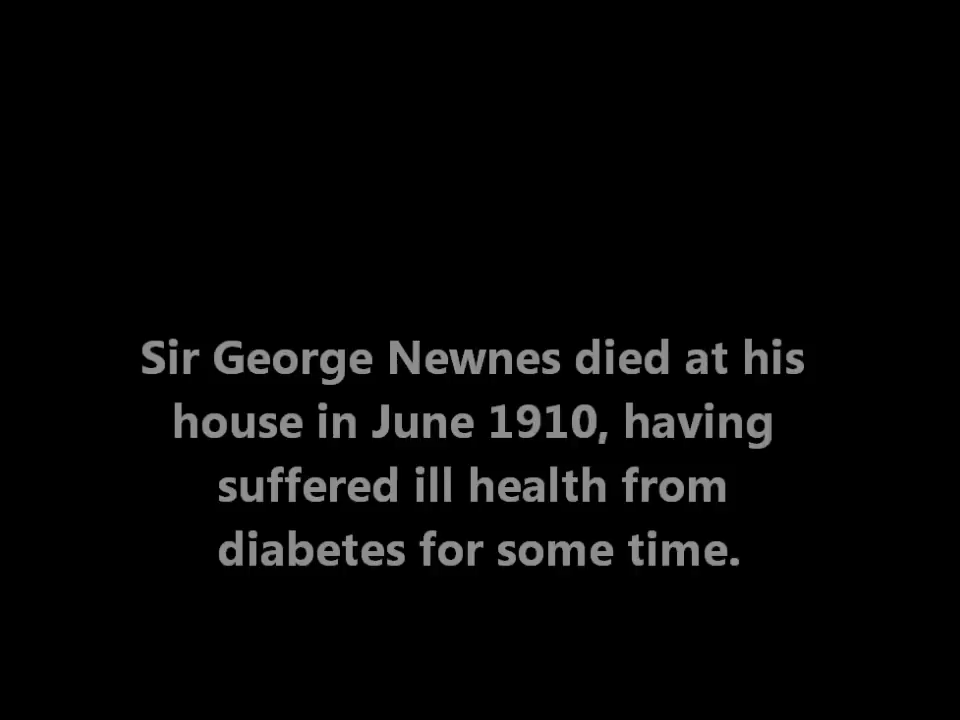 Sir George Newnes died at his
house in June 1910, having
suffered ill health from
diabetes for some time.